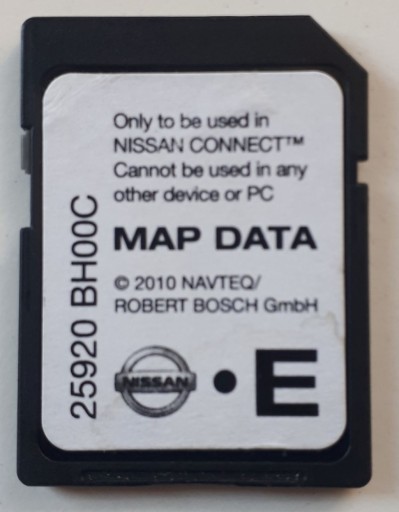 Only to be used in
NISSAN CONNECT™
Cannot be used in any
other device or PC
MAP DATA
© 2010 NAVTEQ/
ROBERT BOSCH GmbH
25920 BH00C
NISSAN
• E